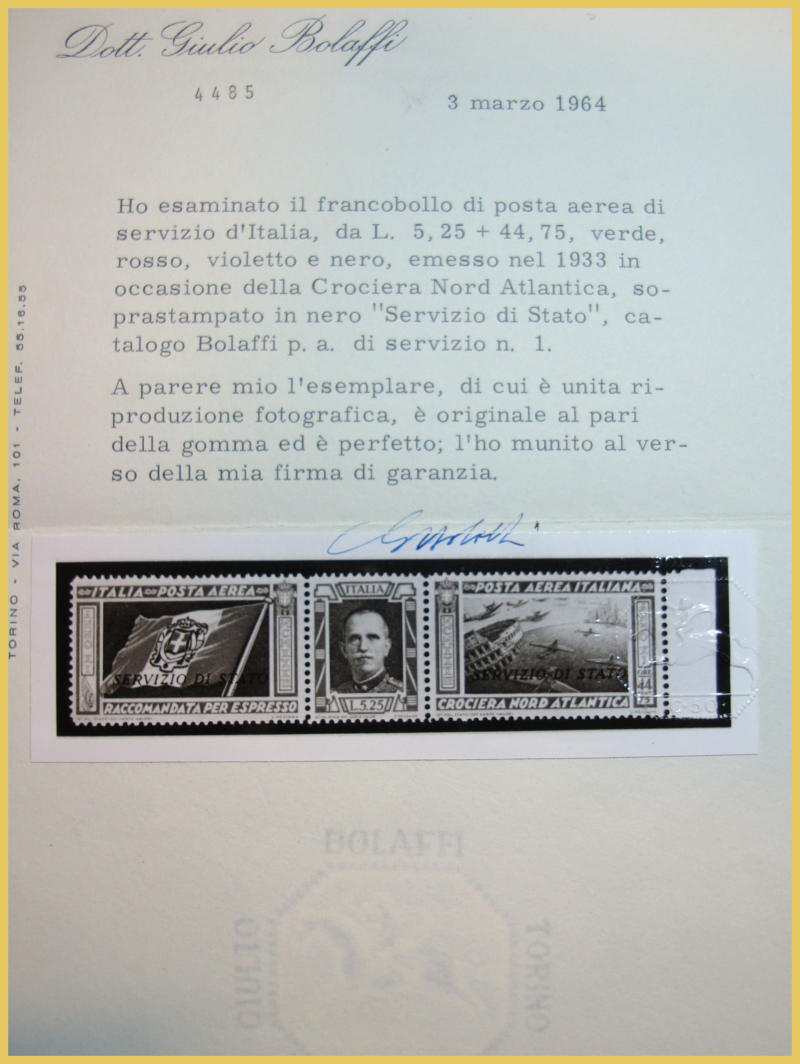 Dott. Giulio Bolaffi
4485
3 marzo 1964
Ho esaminato il francobollo di posta aerea di
servizio d'Italia, da L. 5,25 + 44,75, verde,
rosso, violetto e nero, emesso nel 1933 in
occasione della Crociera Nord Atlantica, so-
prastampato in nero "Servizio di Stato", ca-
talogo Bolaffi p. a. di servizio n. 1.
A parere mio l'esemplare, di cui è unita ri-
produzione fotografica, è originale al pari
della gomma ed è perfetto; l'ho munito al ver-
so della mia firma di garanzia.
TORINO - VIA ROMA, 101 - TELEF. 55.16.55
ITALIA POSTA AEREA
SERVIZIO DI STATO
RACCOMANDATA PER ESPRESSO
ITALIA
L.5.25
POSTA AEREA ITALIANA
SERVIZIO DI STATO
LIRE 44 75
CROCIERA NORD ATLANTICA
BOLAFFI
GIULIO
TORINO